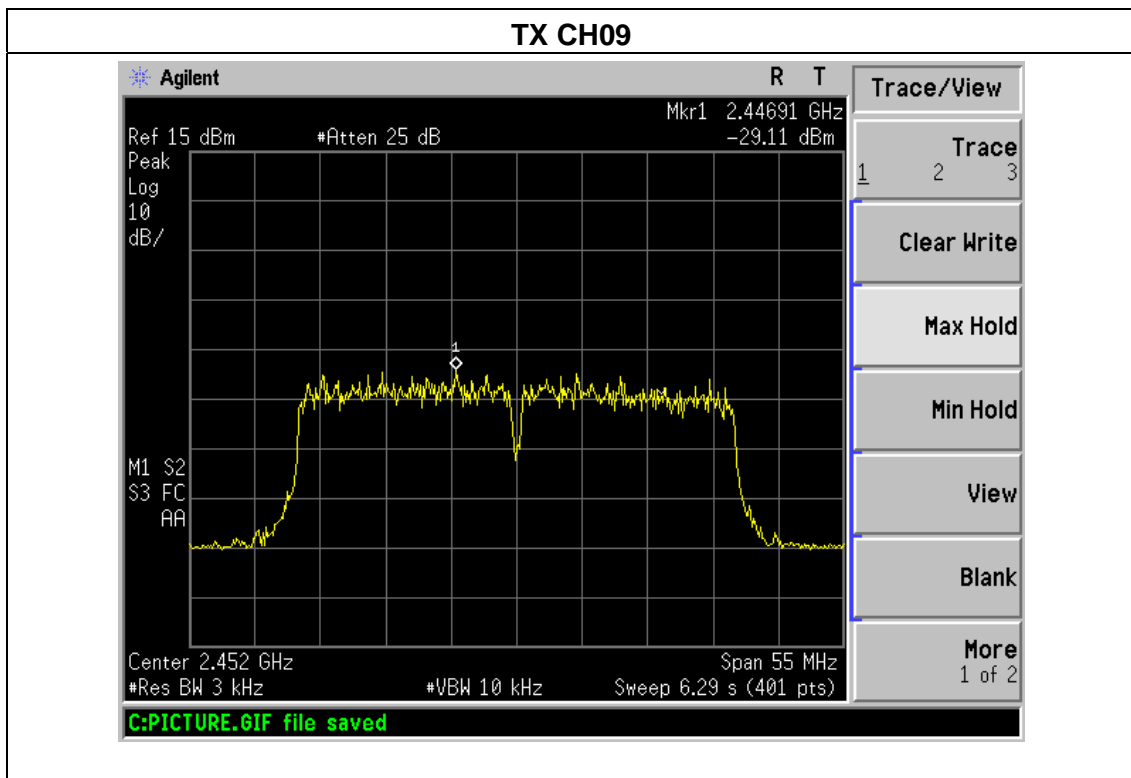 TX CH09
Agilent R T
Mkr1 2.44691 GHz
Ref 15 dBm #Atten 25 dB -29.11 dBm
Peak
Log
10
dB/
1
M1 S2
S3 FC
AA
Center 2.452 GHz Span 55 MHz
#Res BW 3 kHz #VBW 10 kHz Sweep 6.29 s (401 pts)
C:PICTURE.GIF file saved
Trace/View
Trace
1 2 3
Clear Write
Max Hold
Min Hold
View
Blank
More
1 of 2